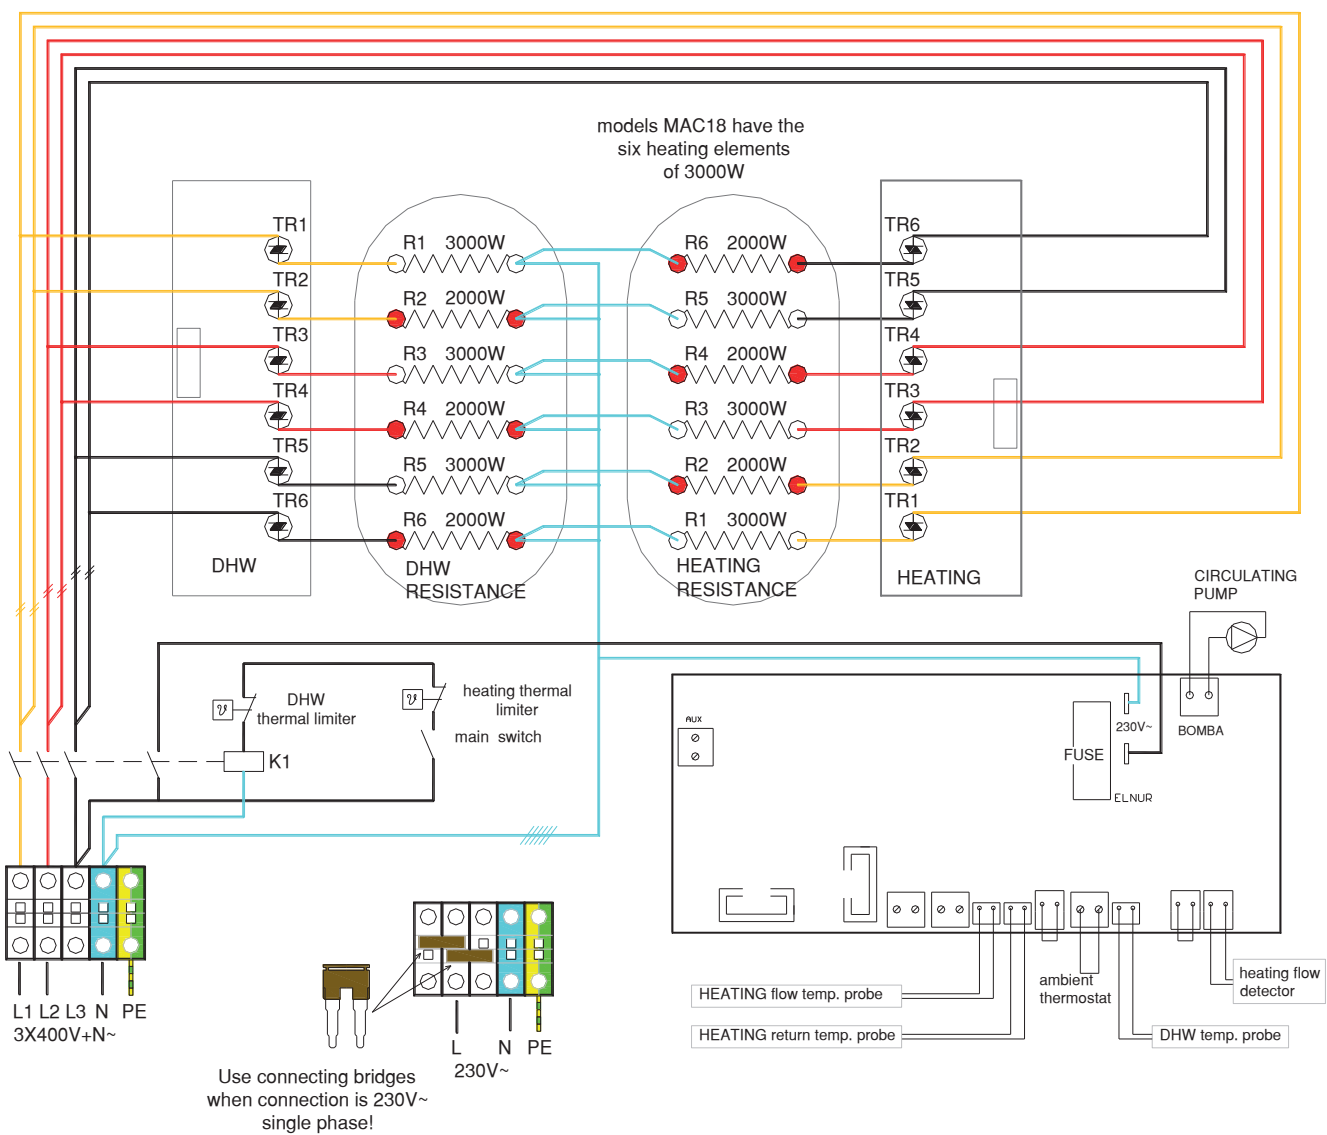 models MAC18 have the
six heating elements
of 3000W
TR1
TR2
TR3
TR4
TR5
TR6
DHW
R1 3000W
R2 2000W
R3 3000W
R4 2000W
R5 3000W
R6 2000W
DHW
RESISTANCE
R6 2000W
R5 3000W
R4 2000W
R3 3000W
R2 2000W
R1 3000W
HEATING
RESISTANCE
TR6
TR5
TR4
TR3
TR2
TR1
HEATING
CIRCULATING
PUMP
BOMBA
DHW
thermal limiter
ϑ
ϑ
heating thermal
limiter
main switch
K1
AUX
230V~
FUSE
ELNUR
L1 L2 L3 N PE
3X400V+N~
L N PE
230V~
Use connecting bridges
when connection is 230V~
single phase!
HEATING flow temp. probe
HEATING return temp. probe
ambient
thermostat
DHW temp. probe
heating flow
detector